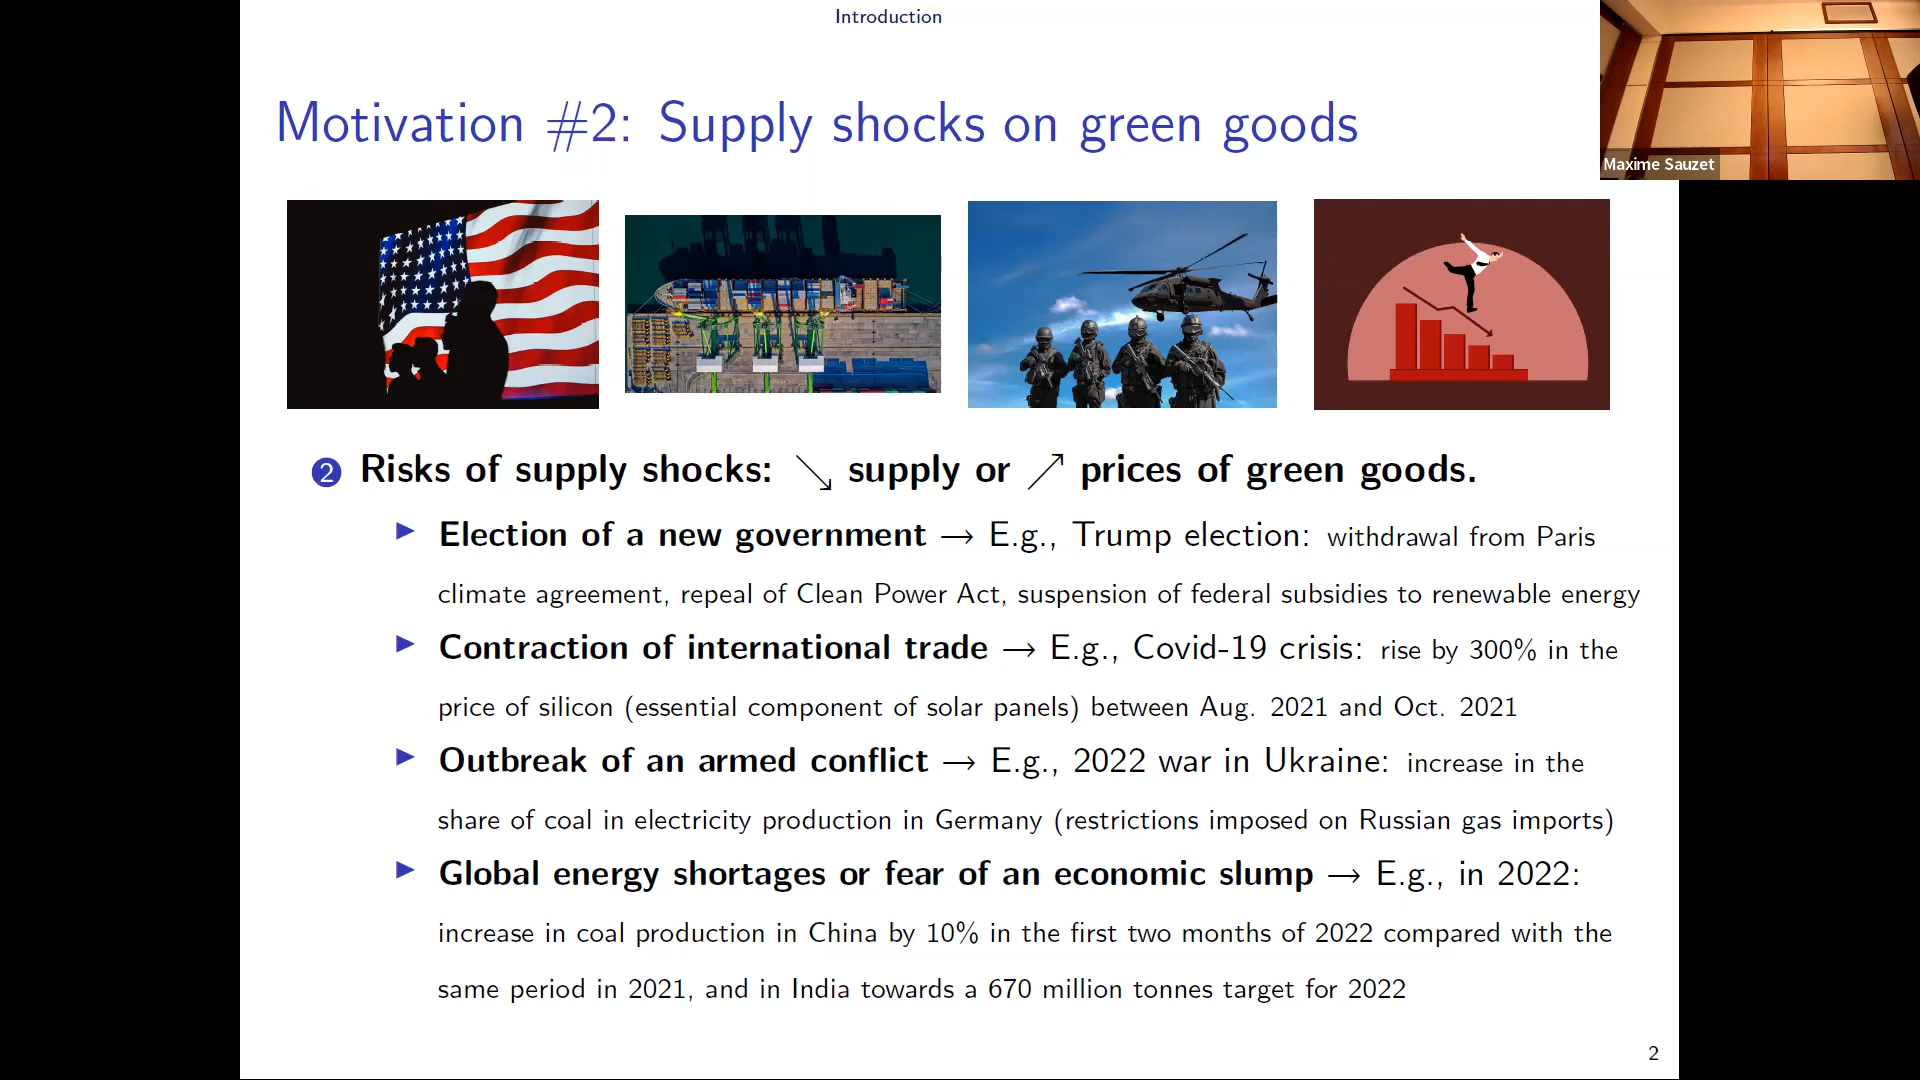 Introduction
Maxime Sauzet
Motivation #2: Supply shocks on green goods
2 Risks of supply shocks: ↘ supply or ↗ prices of green goods.
▶ Election of a new government → E.g., Trump election: withdrawal from Paris
climate agreement, repeal of Clean Power Act, suspension of federal subsidies to renewable energy
▶ Contraction of international trade → E.g., Covid-19 crisis: rise by 300% in the
price of silicon (essential component of solar panels) between Aug. 2021 and Oct. 2021
▶ Outbreak of an armed conflict → E.g., 2022 war in Ukraine: increase in the
share of coal in electricity production in Germany (restrictions imposed on Russian gas imports)
▶ Global energy shortages or fear of an economic slump → E.g., in 2022:
increase in coal production in China by 10% in the first two months of 2022 compared with the
same period in 2021, and in India towards a 670 million tonnes target for 2022
2